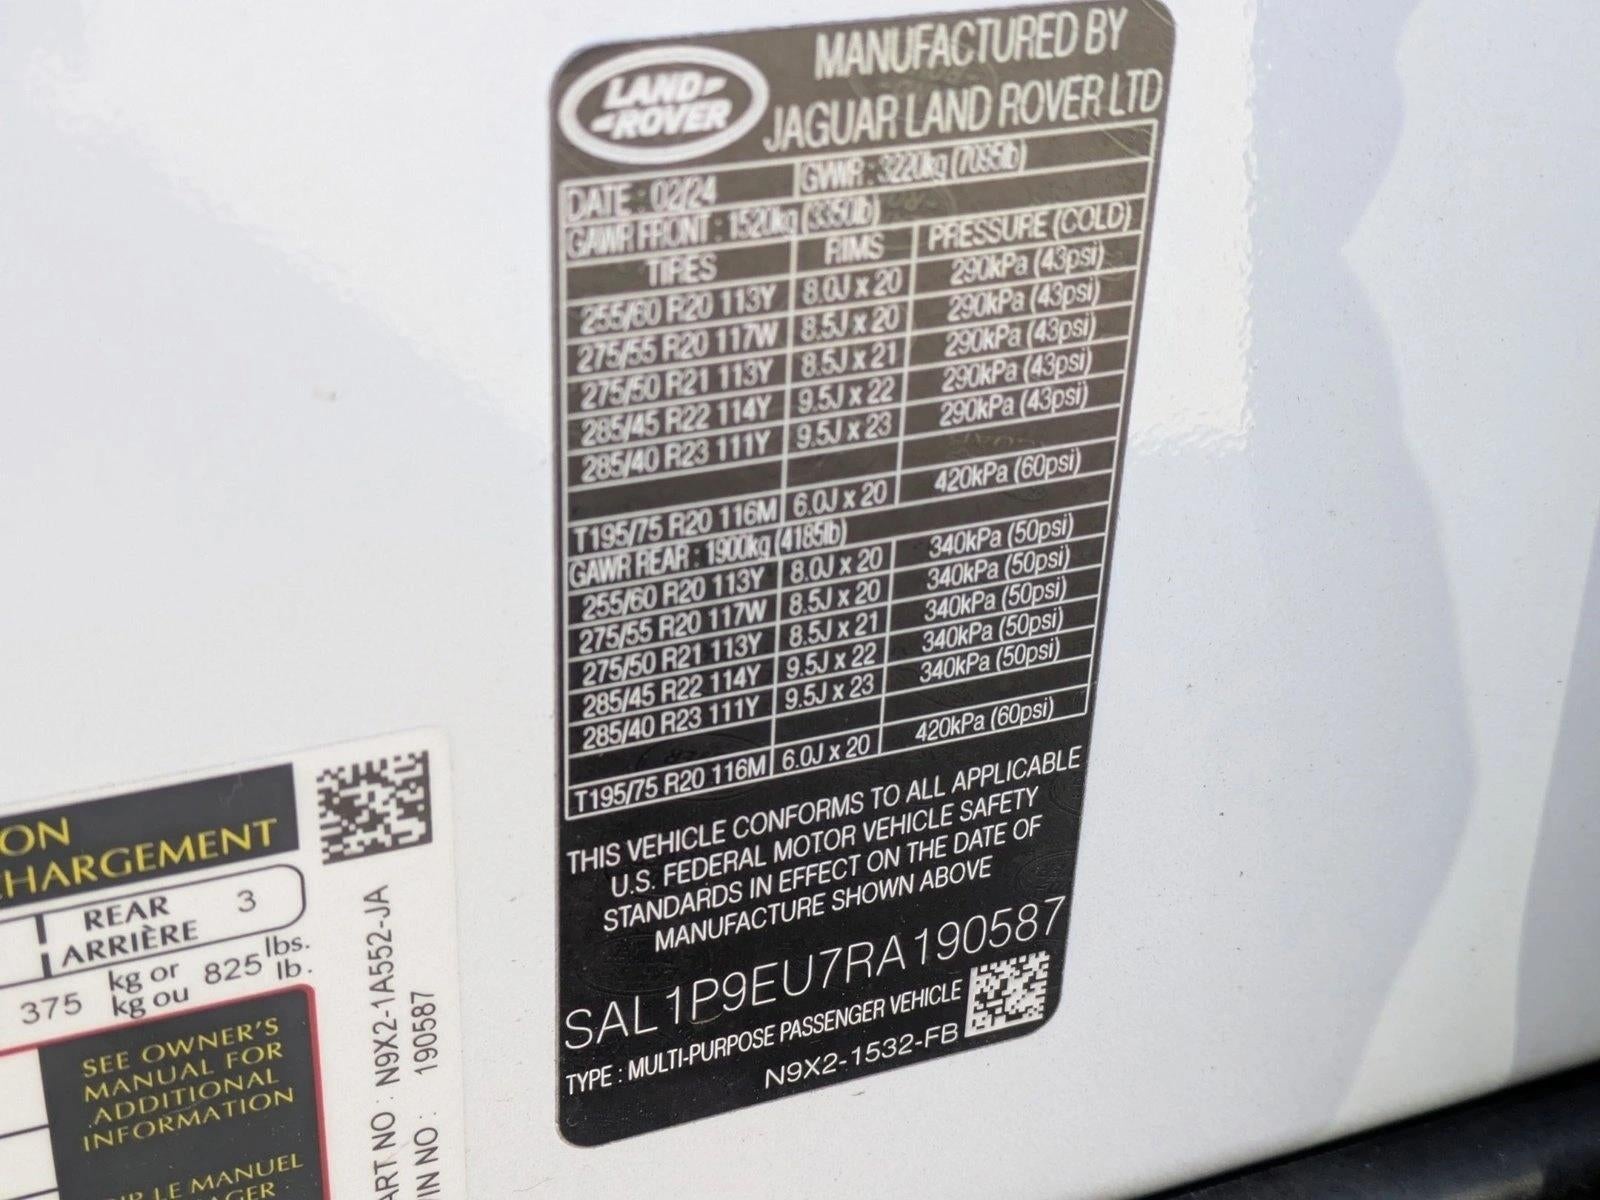 LAND
ROVER
MANUFACTURED BY
JAGUAR LAND ROVER LTD
DATE : 02/24 GVWR : 3220kg (7095lb)
GAWR FRONT : 1520kg (3350lb)
TIRES RIMS PRESSURE (COLD)
255/60 R20 113Y 8.0J x 20 290kPa (43psi)
275/55 R20 117W 8.5J x 20 290kPa (43psi)
275/50 R21 113Y 8.5J x 21 290kPa (43psi)
285/45 R22 114Y 9.5J x 22 290kPa (43psi)
285/40 R23 111Y 9.5J x 23 290kPa (43psi)
T195/75 R20 116M 6.0J x 20 420kPa (60psi)
GAWR REAR : 1900kg (4185lb)
255/60 R20 113Y 8.0J x 20 340kPa (50psi)
275/55 R20 117W 8.5J x 20 340kPa (50psi)
275/50 R21 113Y 8.5J x 21 340kPa (50psi)
285/45 R22 114Y 9.5J x 22 340kPa (50psi)
285/40 R23 111Y 9.5J x 23 340kPa (50psi)
T195/75 R20 116M 6.0J x 20 420kPa (60psi)
THIS VEHICLE CONFORMS TO ALL APPLICABLE
U.S. FEDERAL MOTOR VEHICLE SAFETY
STANDARDS IN EFFECT ON THE DATE OF
MANUFACTURE SHOWN ABOVE
SAL1P9EU7RA190587
TYPE : MULTI-PURPOSE PASSENGER VEHICLE
N9X2-1532-FB
ON
CHARGEMENT
REAR 3
ARRIÈRE
375 kg or 825 lbs.
kg ou lb.
SEE OWNER'S
MANUAL FOR
ADDITIONAL
INFORMATION
LE MANUEL
AGER
ART NO : N9X2-1A552-JA
VIN NO : 190587